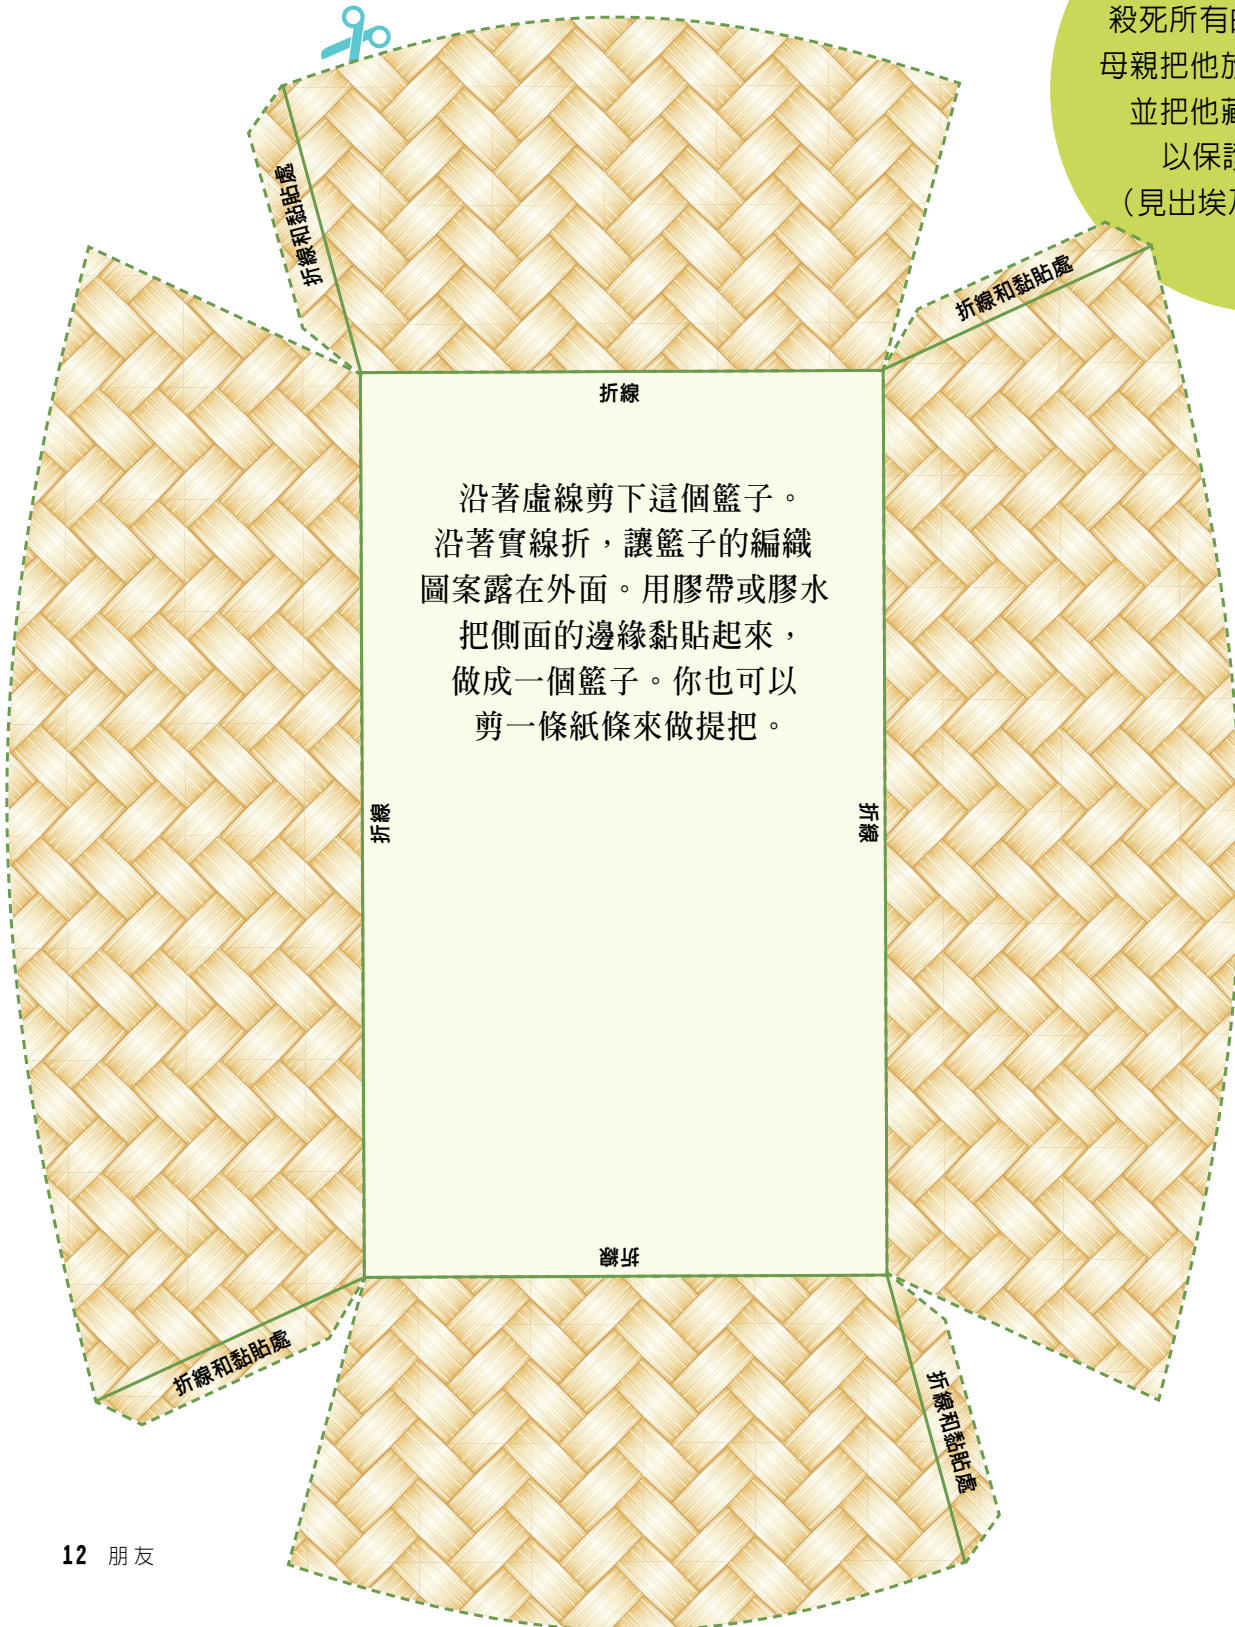 殺死所有
母親把他放
並把他藏
以保證
（見出埃及
折線和黏貼處
折線和黏貼處
折線
沿著虛線剪下這個籃子。
沿著實線折，讓籃子的編織
圖案露在外面。用膠帶或膠水
把側面的邊緣黏貼起來，
做成一個籃子。你也可以
剪一條紙條來做提把。
折線
折線
折線
折線和黏貼處
折線和黏貼處
12 朋友